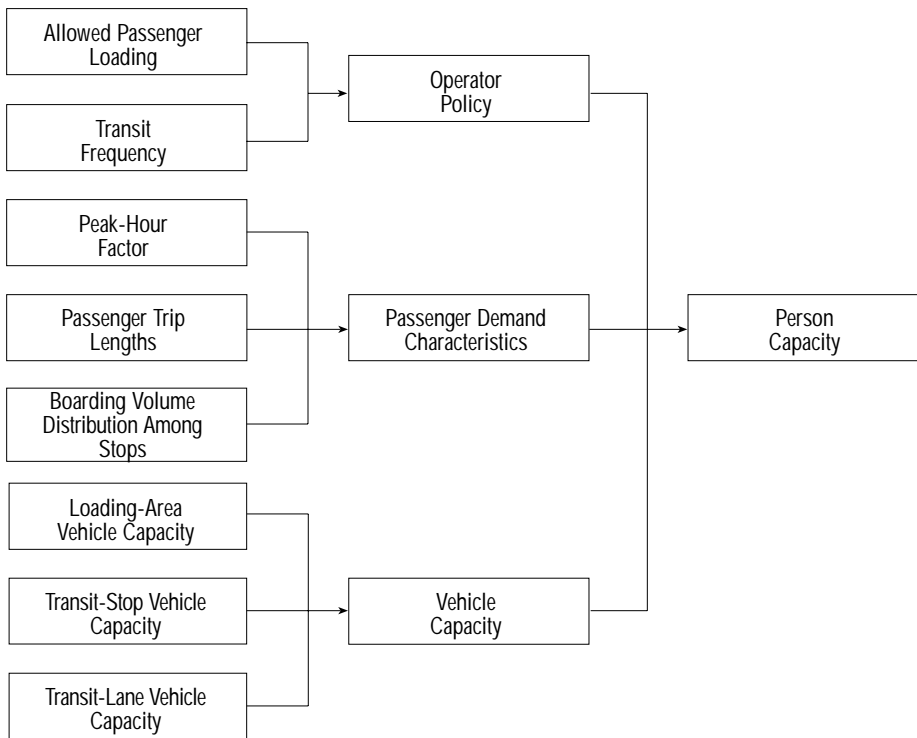 Allowed Passenger
Loading
Operator
Policy
Transit
Frequency
Peak-Hour
Factor
Passenger Trip
Lengths
Passenger Demand
Characteristics
Person
Capacity
Boarding Volume
Distribution Among
Stops
Loading-Area
Vehicle Capacity
Transit-Stop Vehicle
Capacity
Vehicle
Capacity
Transit-Lane Vehicle
Capacity